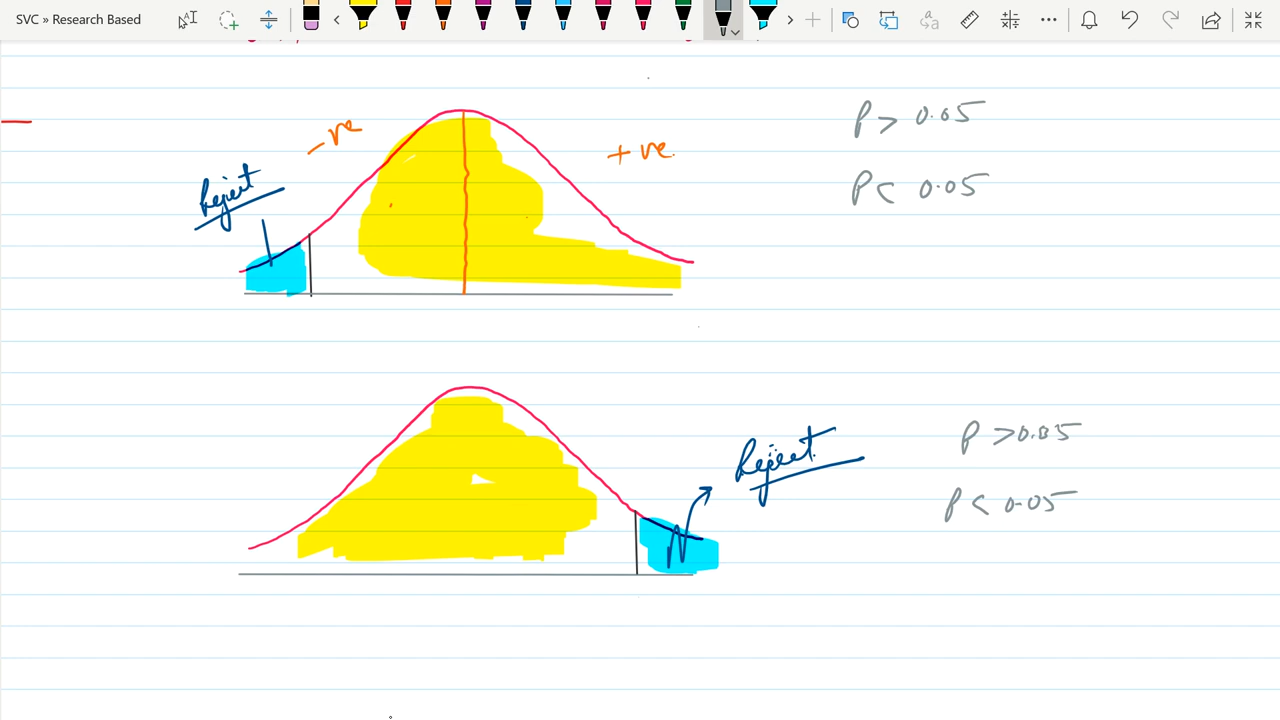 SVC » Research Based
-ve
+ve.
Reject
P > 0.05
P < 0.05
Reject
P > 0.05
P < 0.05